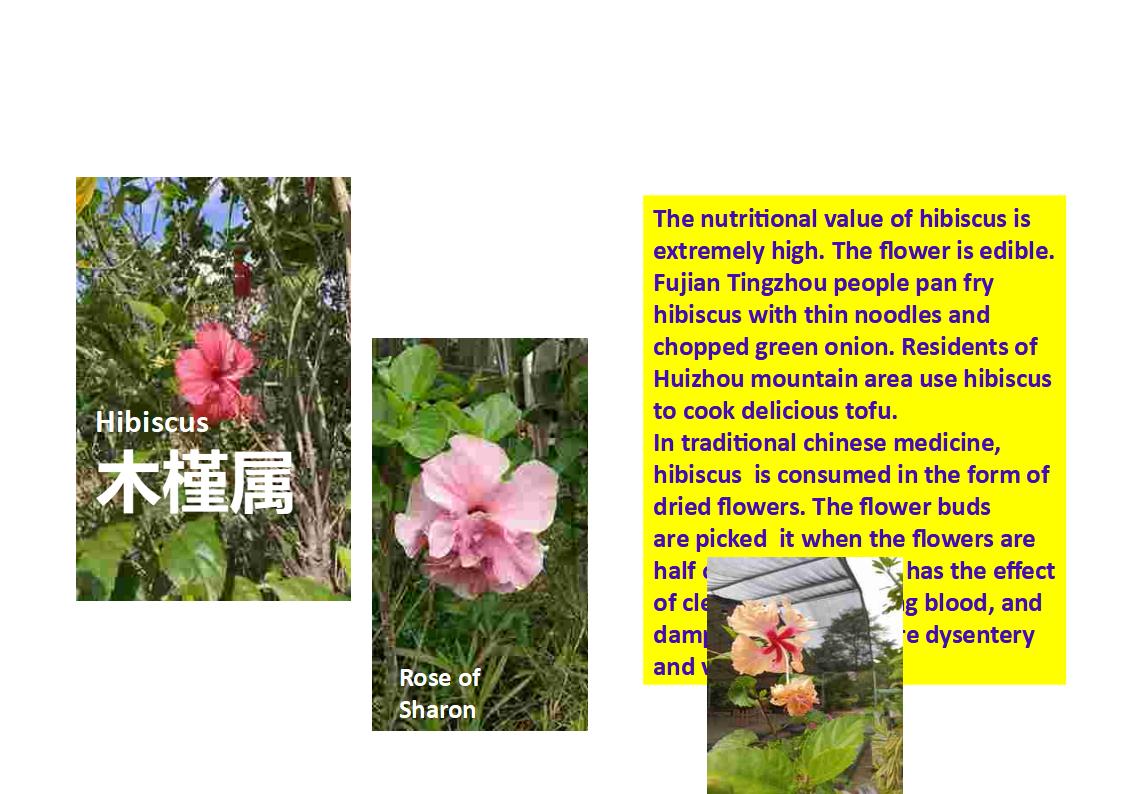 Hibiscus
木槿属
Rose of
Sharon
The nutritional value of hibiscus is
extremely high. The flower is edible.
Fujian Tingzhou people pan fry
hibiscus with thin noodles and
chopped green onion. Residents of
Huizhou mountain area use hibiscus
to cook delicious tofu.
In traditional chinese medicine,
hibiscus  is consumed in the form of
dried flowers. The flower buds
are picked  it when the flowers are
half has the effect
of blood, and
dysentery
and